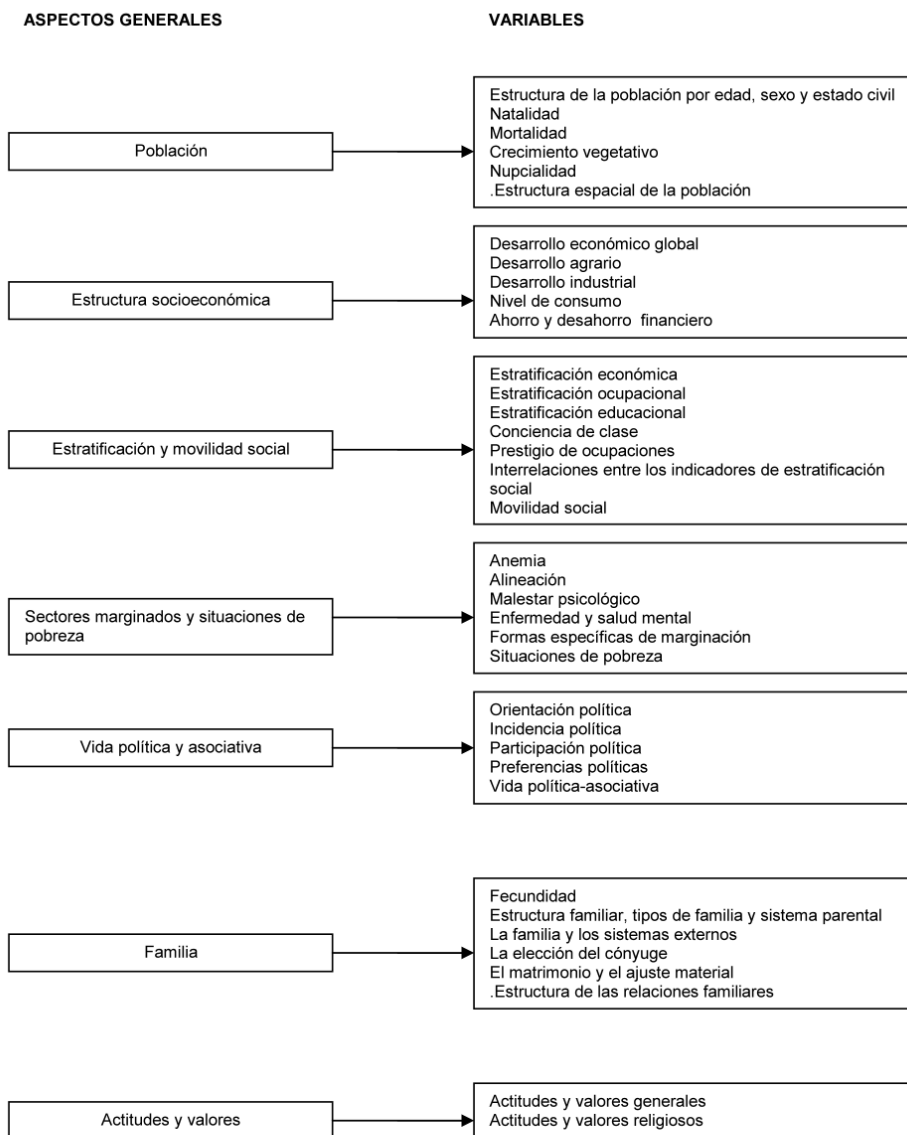 ASPECTOS GENERALES
VARIABLES
Población
Estructura de la población por edad, sexo y estado civil
Natalidad
Mortalidad
Crecimiento vegetativo
Nupcialidad
.Estructura espacial de la población
Estructura socioeconómica
Desarrollo económico global
Desarrollo agrario
Desarrollo industrial
Nivel de consumo
Ahorro y desahorro financiero
Estratificación y movilidad social
Estratificación económica
Estratificación ocupacional
Estratificación educacional
Conciencia de clase
Prestigio de ocupaciones
Interrelaciones entre los indicadores de estratificación
social
Movilidad social
Sectores marginados y situaciones de
pobreza
Anemia
Alineación
Malestar psicológico
Enfermedad y salud mental
Formas específicas de marginación
Situaciones de pobreza
Vida política y asociativa
Orientación política
Incidencia política
Participación política
Preferencias políticas
Vida política-asociativa
Familia
Fecundidad
Estructura familiar, tipos de familia y sistema parental
La familia y los sistemas externos
La elección del cónyuge
El matrimonio y el ajuste material
.Estructura de las relaciones familiares
Actitudes y valores
Actitudes y valores generales
Actitudes y valores religiosos